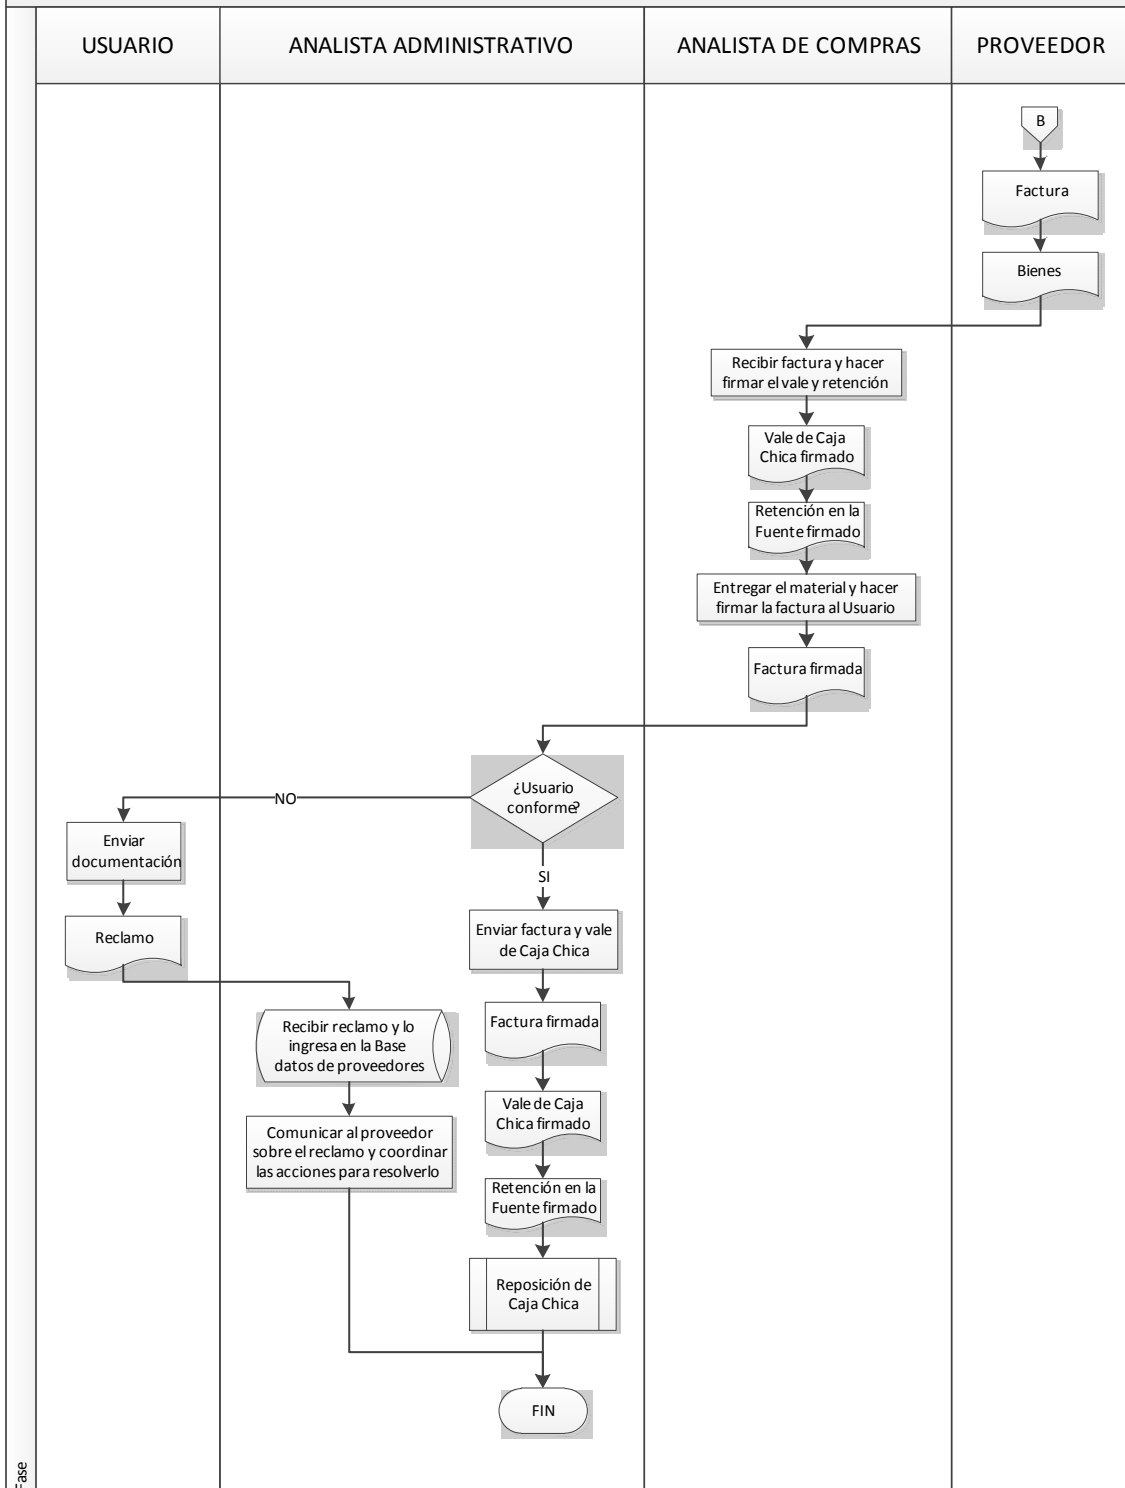 USUARIO
ANALISTA ADMINISTRATIVO
ANALISTA DE COMPRAS
PROVEEDOR
B
Factura
Bienes
Recibir factura y hacer
firmar el vale y retención
Vale de Caja
Chica firmado
Retención en la
Fuente firmado
Entregar el material y hacer
firmar la factura al Usuario
Factura firmada
¿Usuario
conforme?
NO
Enviar
documentación
SI
Reclamo
Enviar factura y vale
de Caja Chica
Recibir reclamo y lo
ingresa en la Base
datos de proveedores
Factura firmada
Comunicar al proveedor
sobre el reclamo y coordinar
las acciones para resolverlo
Vale de Caja
Chica firmado
Retención en la
Fuente firmado
Reposición de
Caja Chica
FIN
Fase